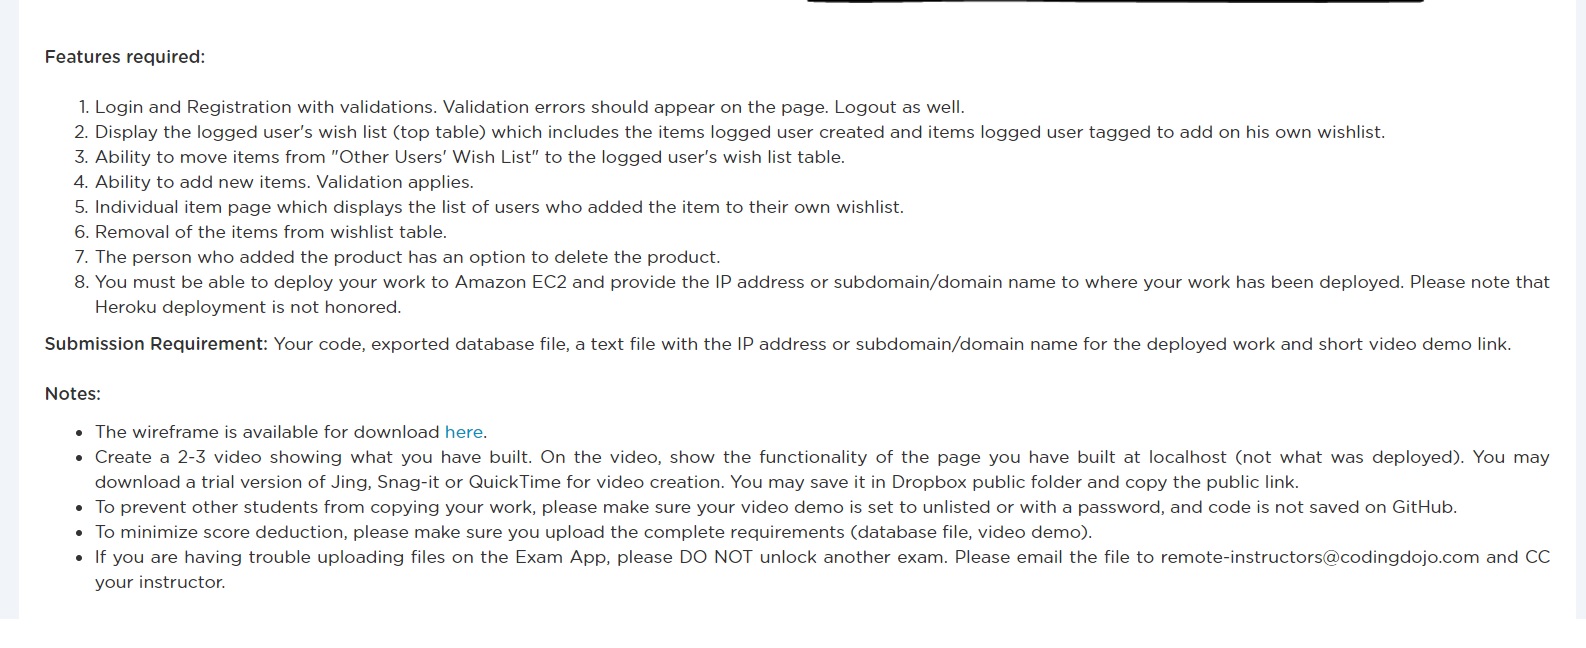 Features required:
1. Login and Registration with validations. Validation errors should appear on the page. Logout as well.
2. Display the logged user's wish list (top table) which includes the items logged user created and items logged user tagged to add on his own wishlist.
3. Ability to move items from "Other Users' Wish List" to the logged user's wish list table.
4. Ability to add new items. Validation applies.
5. Individual item page which displays the list of users who added the item to their own wishlist.
6. Removal of the items from wishlist table.
7. The person who added the product has an option to delete the product.
8. You must be able to deploy your work to Amazon EC2 and provide the IP address or subdomain/domain name to where your work has been deployed. Please note that
Heroku deployment is not honored.
Submission Requirement: Your code, exported database file, a text file with the IP address or subdomain/domain name for the deployed work and short video demo link.
Notes:
• The wireframe is available for download here.
• Create a 2-3 video showing what you have built. On the video, show the functionality of the page you have built at localhost (not what was deployed). You may
download a trial version of Jing, Snag-it or QuickTime for video creation. You may save it in Dropbox public folder and copy the public link.
• To prevent other students from copying your work, please make sure your video demo is set to unlisted or with a password, and code is not saved on GitHub.
• To minimize score deduction, please make sure you upload the complete requirements (database file, video demo).
• If you are having trouble uploading files on the Exam App, please DO NOT unlock another exam. Please email the file to remote-instructors@codingdojo.com and CC
your instructor.